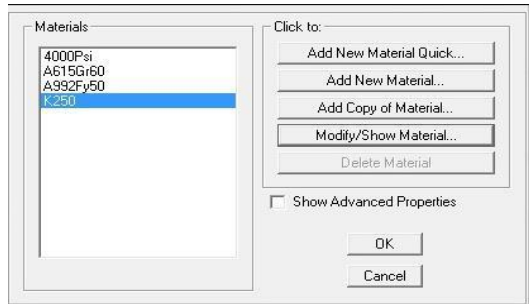 Materials
4000Psi
A615Gr60
A992Fy50
K250
Click to:
Add New Material Quick...
Add New Material...
Add Copy of Material...
Modify/Show Material...
Delete Material
Show Advanced Properties
OK
Cancel